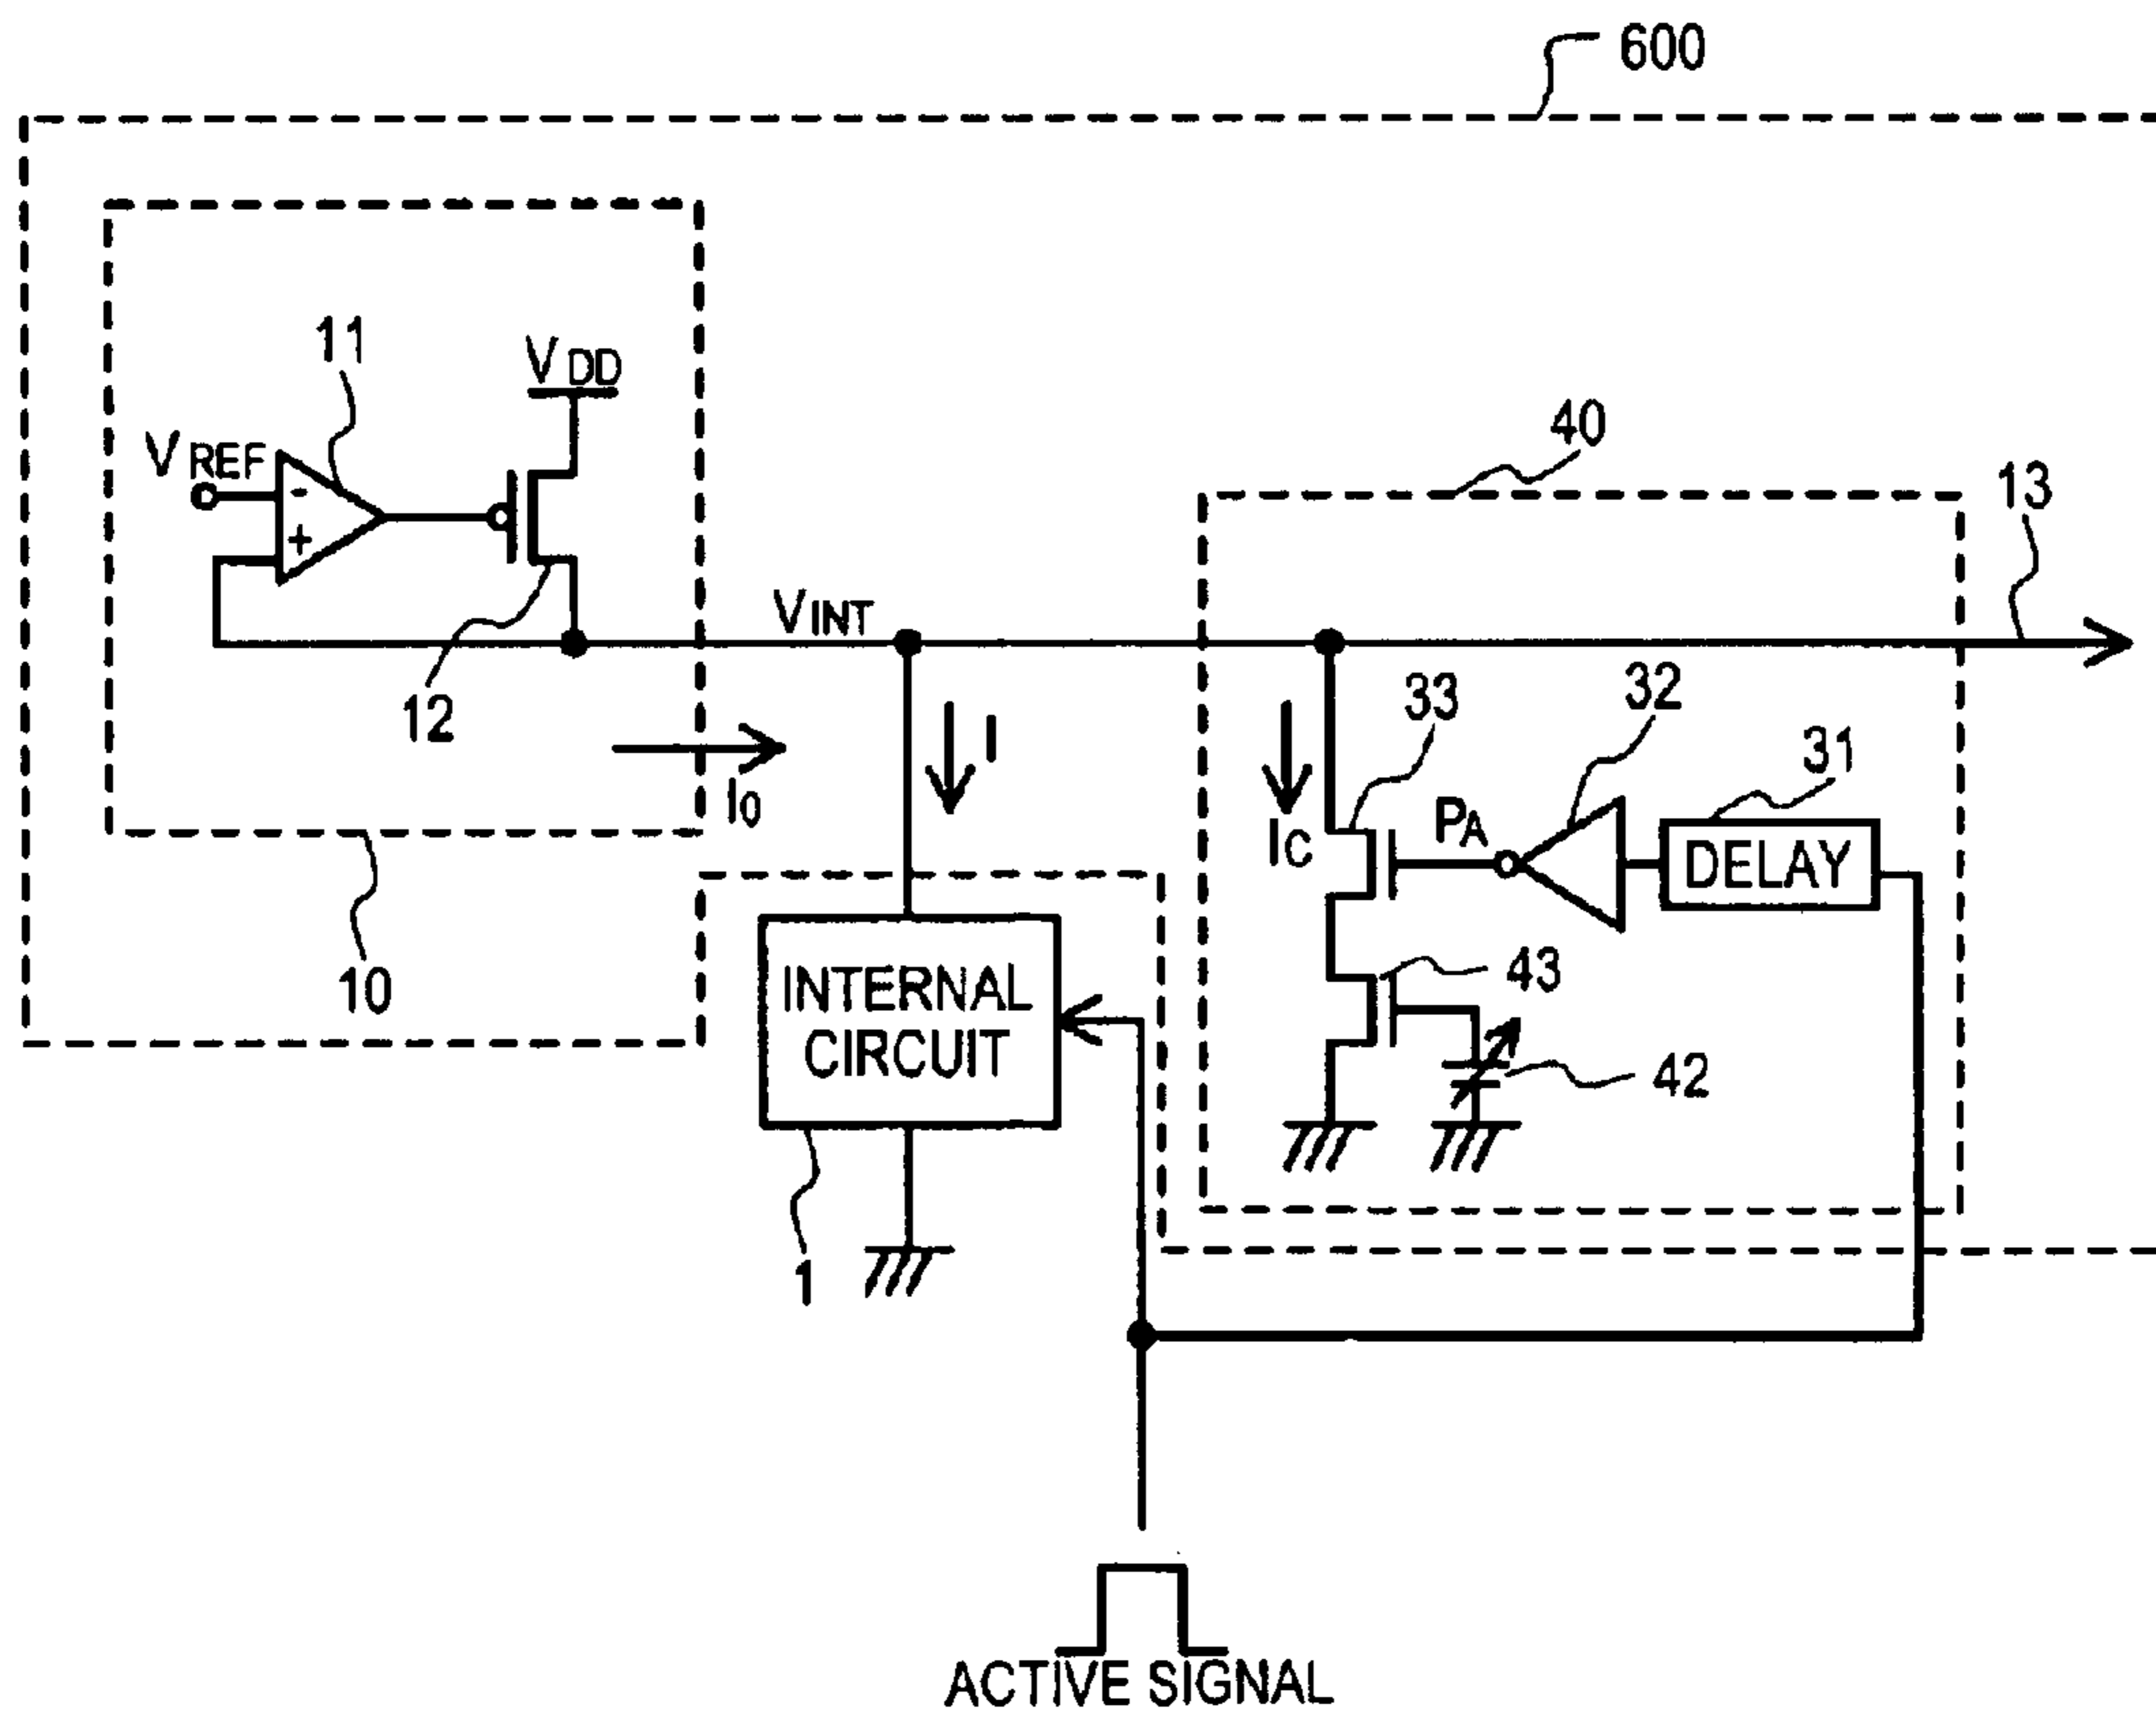 600
11
VDD
VREF
-
+
40
13
VINT
12
33
32
31
I0
I
IC
PA
DELAY
10
INTERNAL
CIRCUIT
43
42
1
ACTIVE SIGNAL